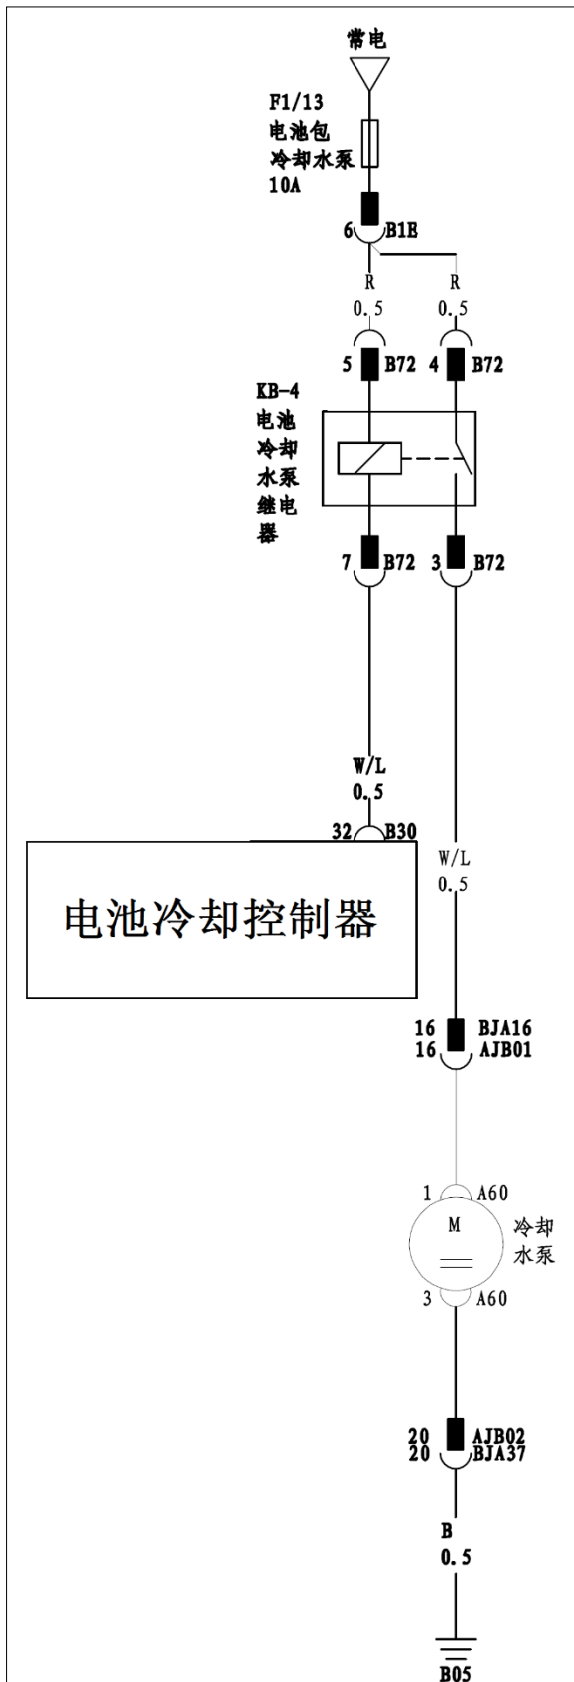 常电
F1/13
电池包
冷却水泵
10A
6 B1E
R R
0.5 0.5
5 B72 4 B72
KB-4
电池
冷却
水泵
继电
器
7 B72 3 B72
W/L
0.5
32 B30
W/L
0.5
电池冷却控制器
16 BJA16
16 AJB01
1 A60
M
冷却
水泵
3 A60
20 AJB02
20 BJA37
B
0.5
B05